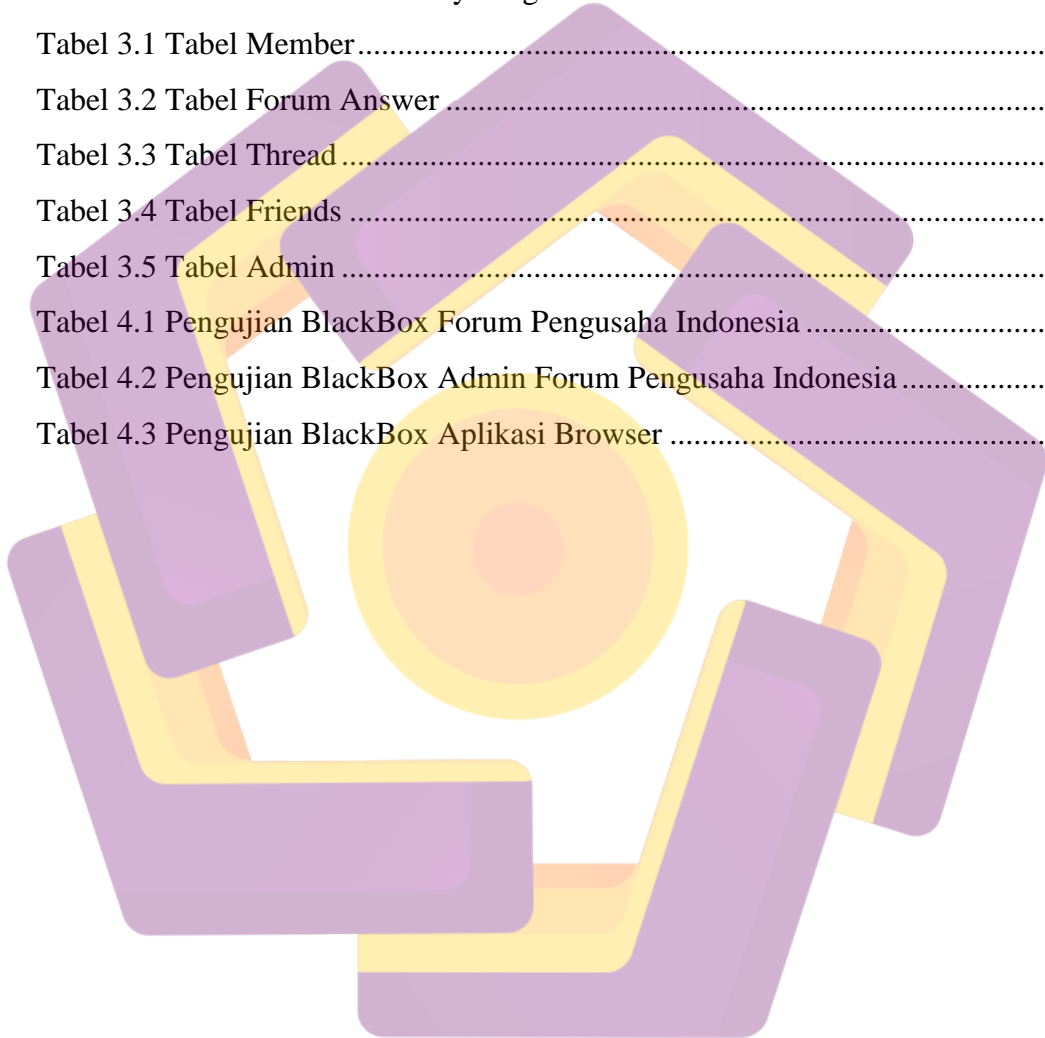 Tabel 3.1 Tabel Member........................................................................................
Tabel 3.2 Tabel Forum Answer............................................................................
Tabel 3.3 Tabel Thread..........................................................................................
Tabel 3.4 Tabel Friends.........................................................................................
Tabel 3.5 Tabel Admin..........................................................................................
Tabel 4.1 Pengujian BlackBox Forum Pengusaha Indonesia..............................
Tabel 4.2 Pengujian BlackBox Admin Forum Pengusaha Indonesia..................
Tabel 4.3 Pengujian BlackBox Aplikasi Browser................................................